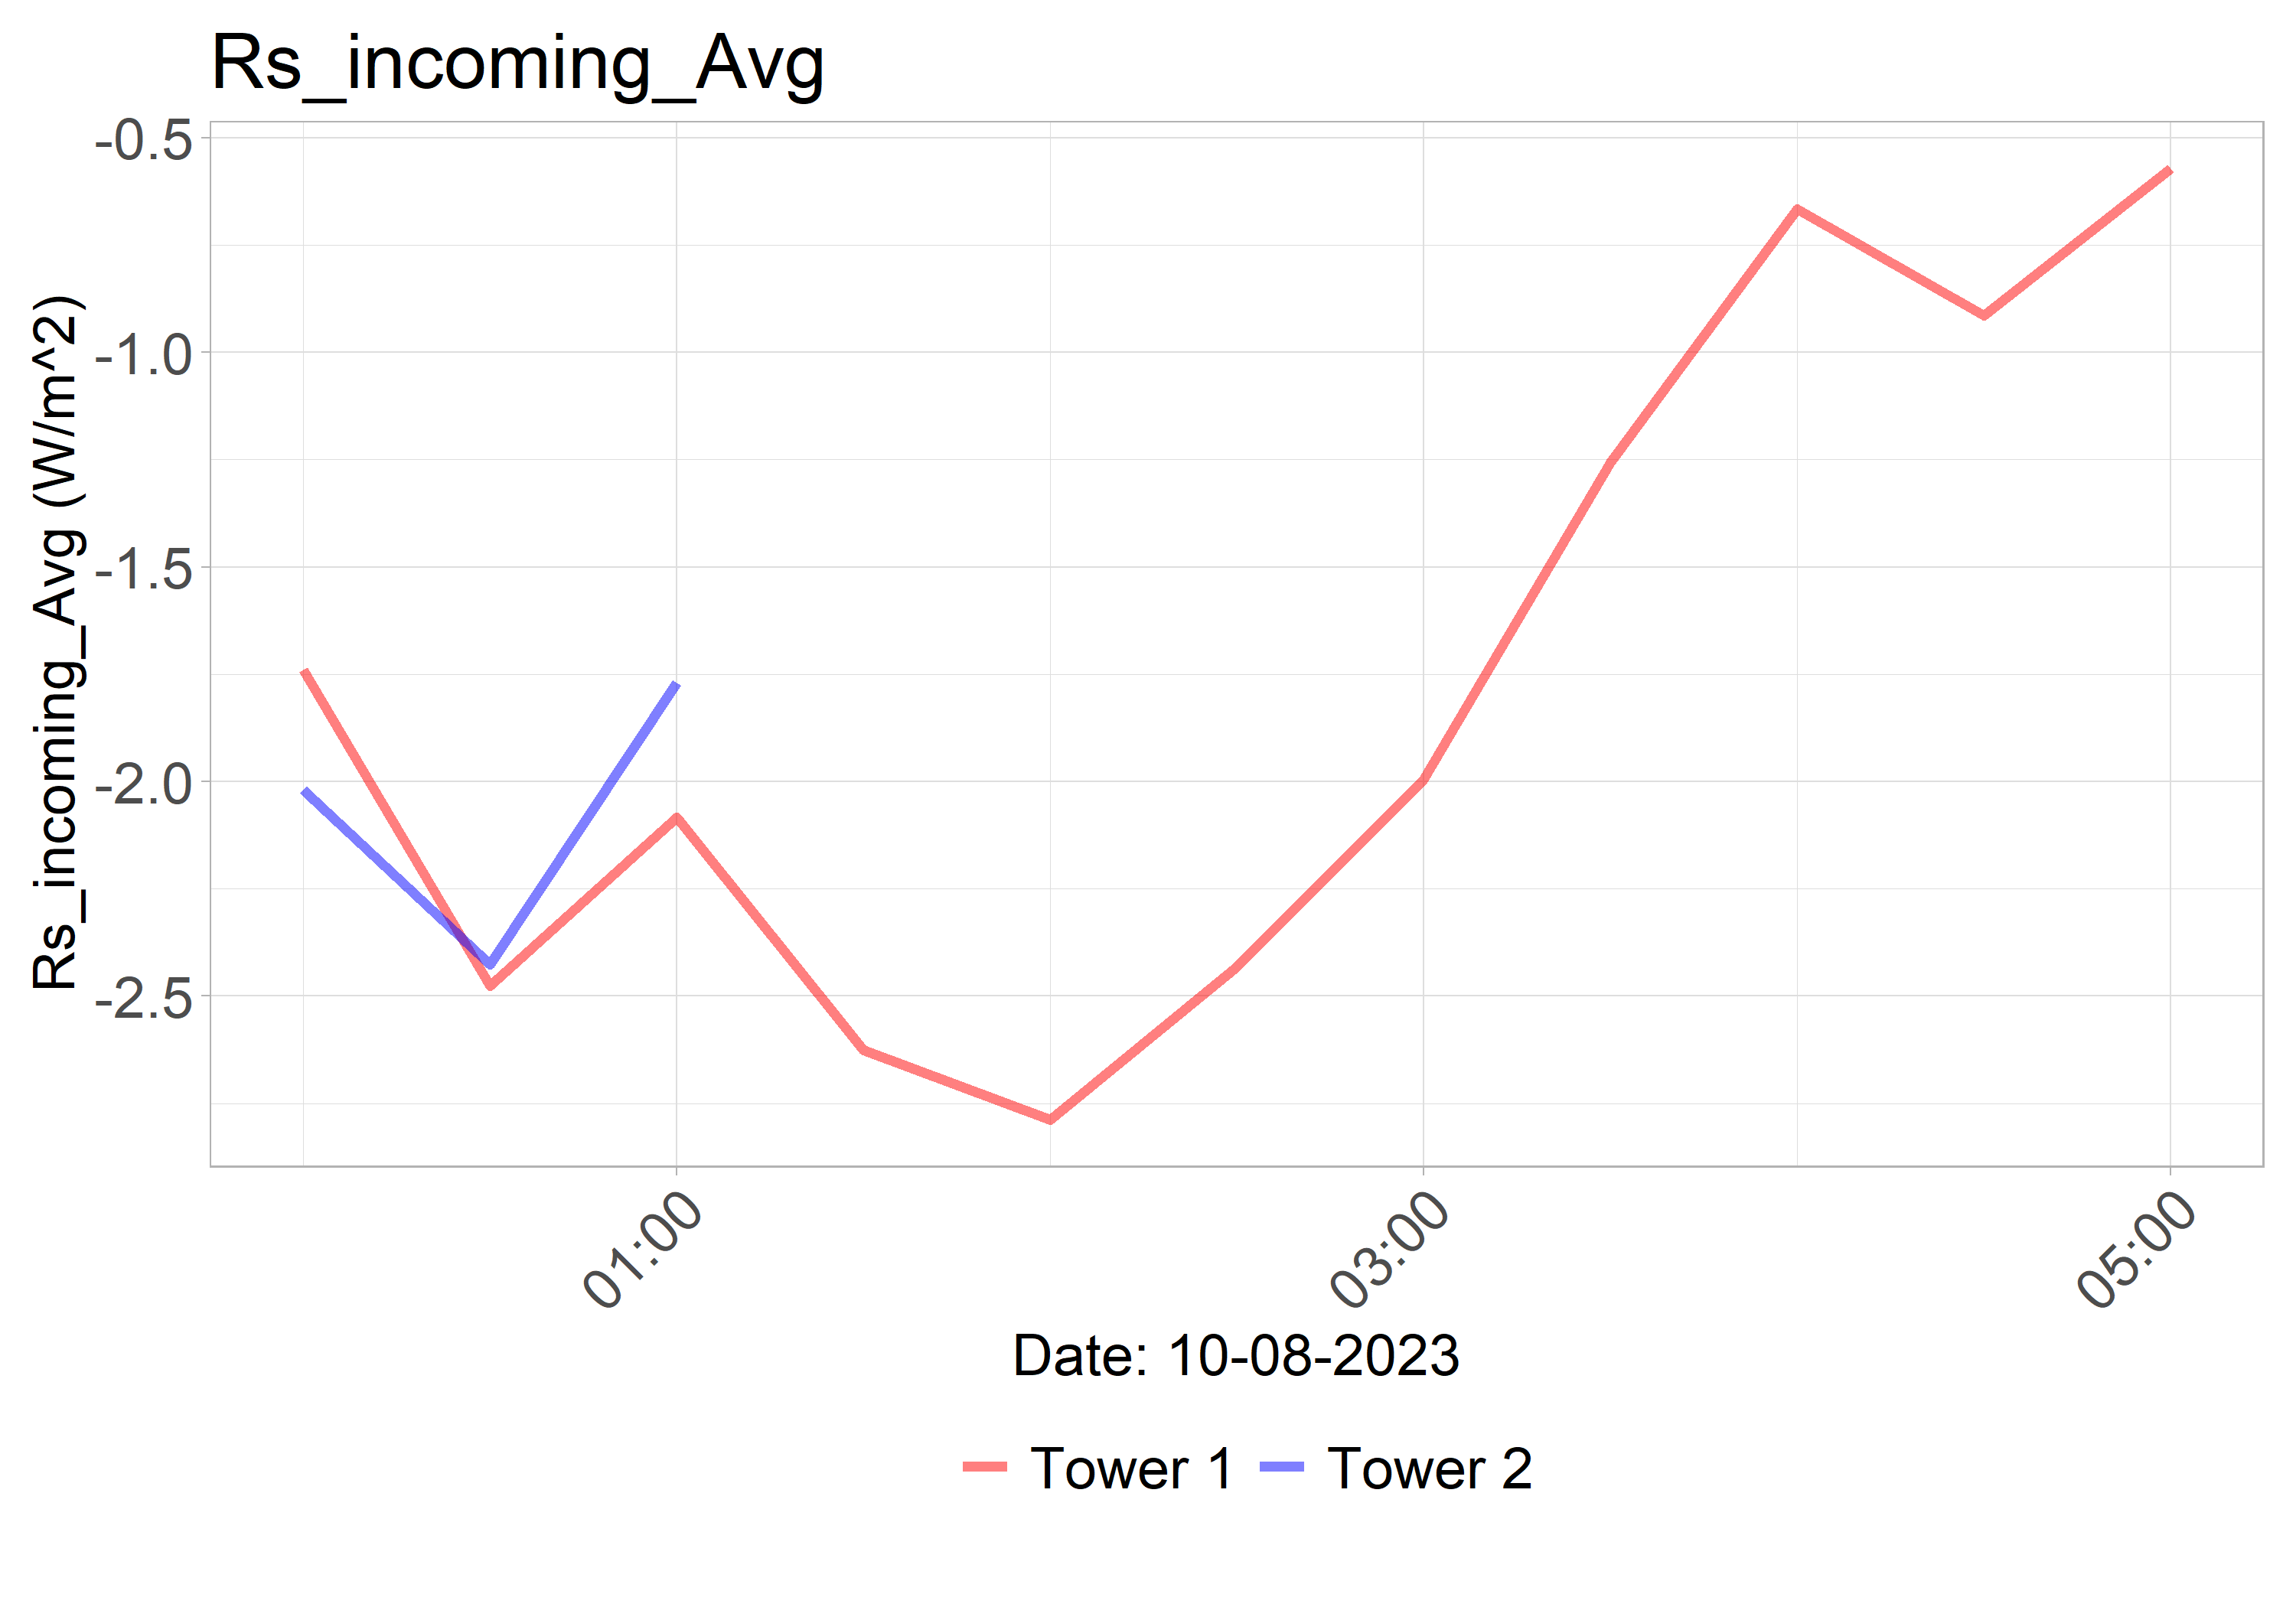 Rs_incoming_Avg
Rs_incoming_Avg (W/m^2)
-0.5
-1.0
-1.5
-2.0
-2.5
01:00
03:00
05:00
Date: 10-08-2023
Tower 1
Tower 2